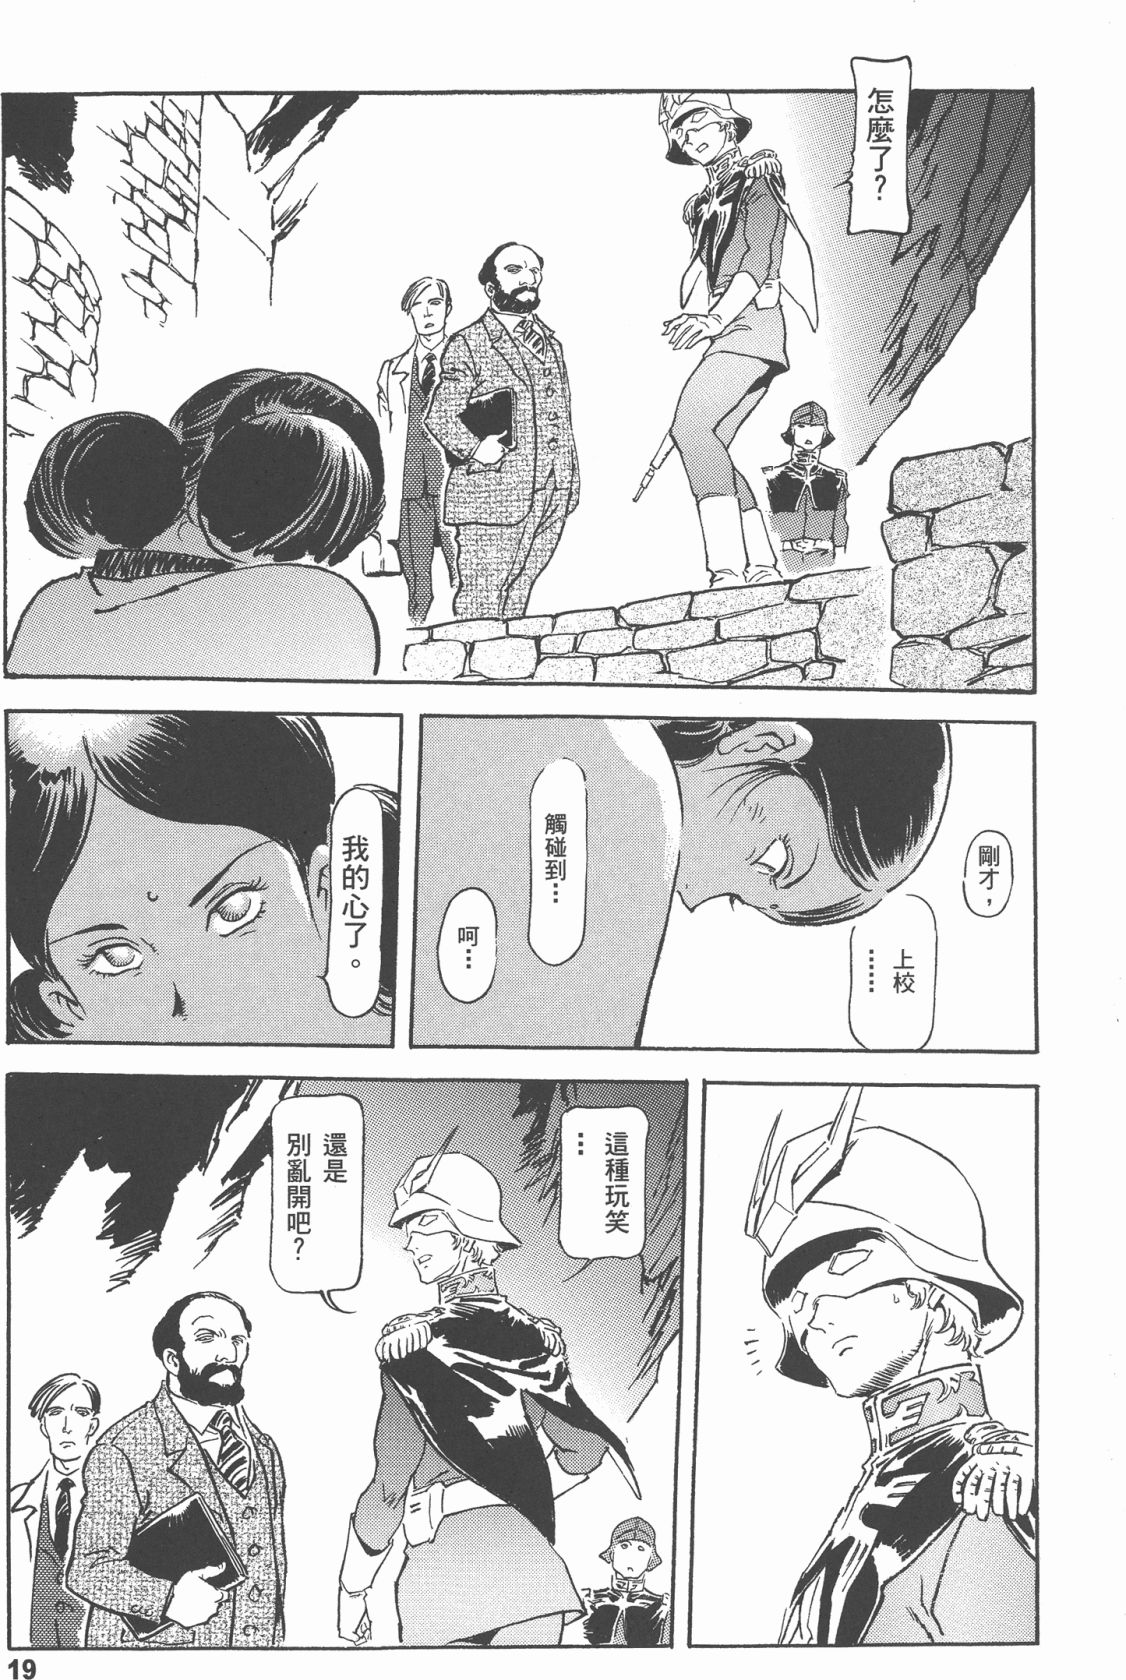 怎麼了？
剛才，
上校
……
觸碰到…
呵…
我的心了。
這種玩笑
…
還是
別亂開吧？
19